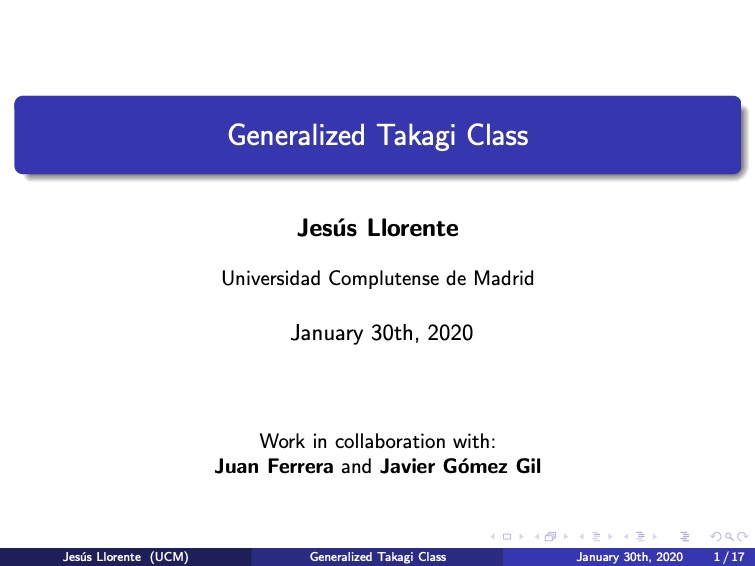 Generalized Takagi Class
Jesús Llorente
Universidad Complutense de Madrid
January 30th, 2020
Work in collaboration with:
Juan Ferrera and Javier Gómez Gil
Jesús Llorente (UCM) Generalized Takagi Class January 30th, 2020 1 / 17